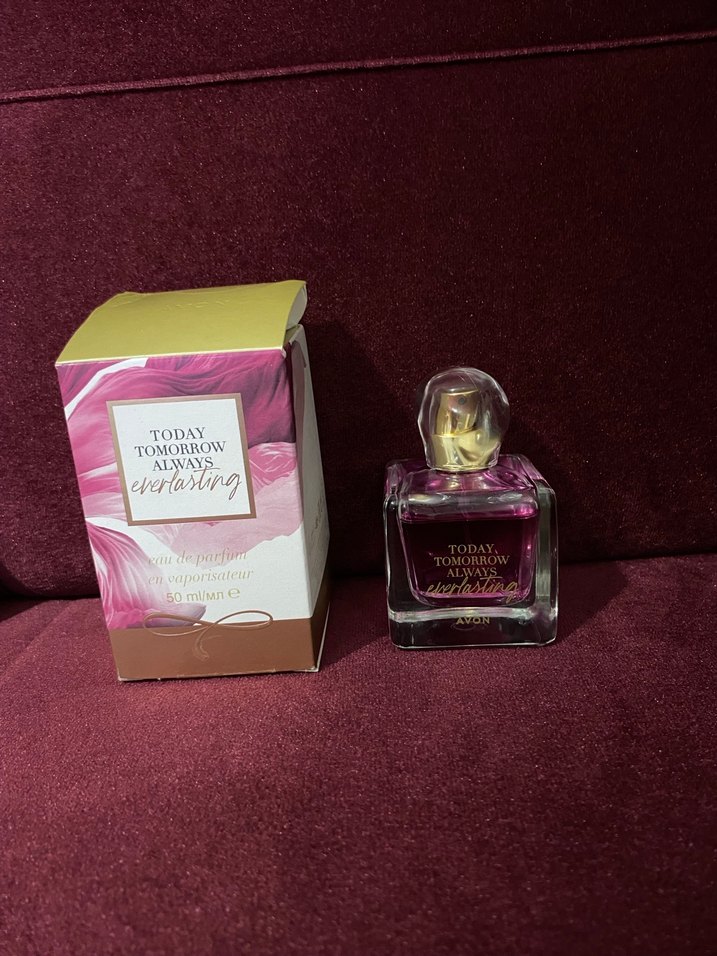 TODAY
TOMORROW
ALWAYS
everlasting
eau de parfum
en vaporisateur
50 ml/мл ℮
TODAY
TOMORROW
ALWAYS
everlasting
AVON